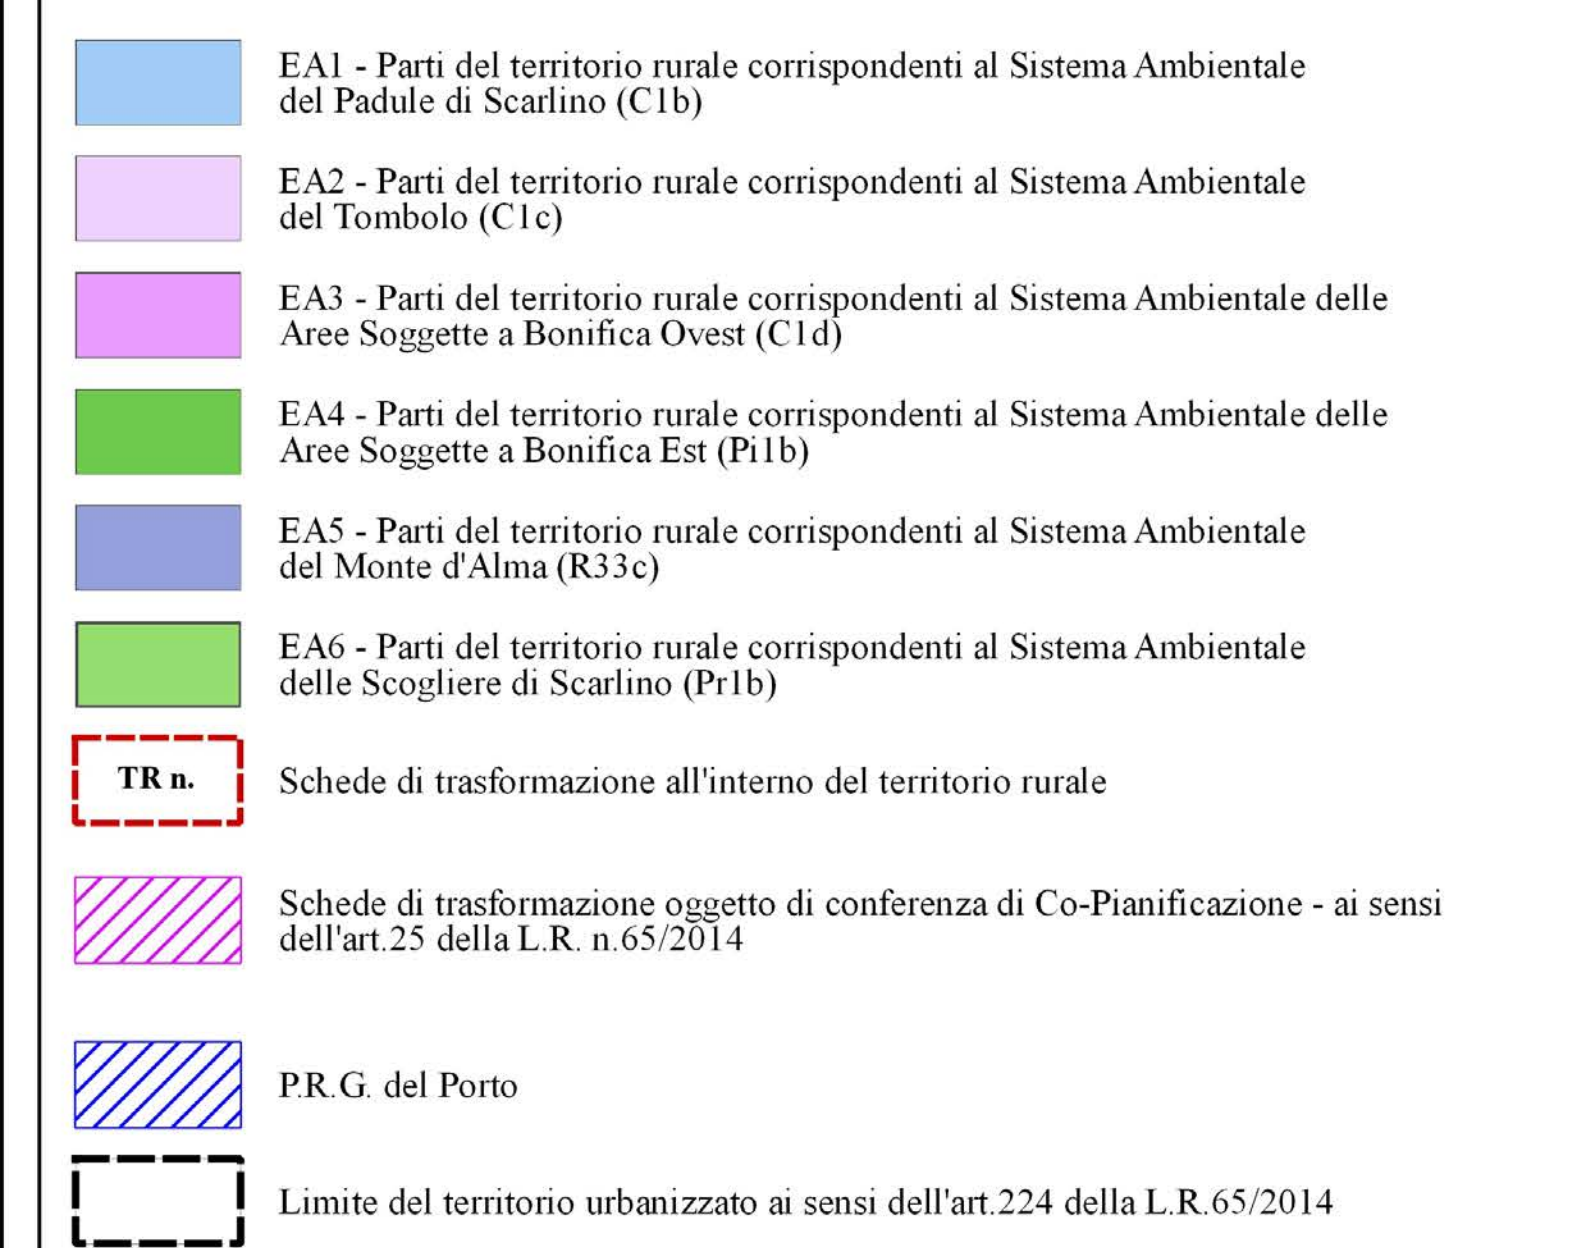 EA1 - Parti del territorio rurale corrispondenti al Sistema Ambientale
del Padule di Scarlino (C1b)
EA2 - Parti del territorio rurale corrispondenti al Sistema Ambientale
del Tombolo (C1c)
EA3 - Parti del territorio rurale corrispondenti al Sistema Ambientale delle
Aree Soggette a Bonifica Ovest (C1d)
EA4 - Parti del territorio rurale corrispondenti al Sistema Ambientale delle
Aree Soggette a Bonifica Est (Pi1b)
EA5 - Parti del territorio rurale corrispondenti al Sistema Ambientale
del Monte d'Alma (R33c)
EA6 - Parti del territorio rurale corrispondenti al Sistema Ambientale
delle Scogliere di Scarlino (Pr1b)
TR n. Schede di trasformazione all'interno del territorio rurale
Schede di trasformazione oggetto di conferenza di Co-Pianificazione - ai sensi
dell'art.25 della L.R. n.65/2014
P.R.G. del Porto
Limite del territorio urbanizzato ai sensi dell'art.224 della L.R.65/2014